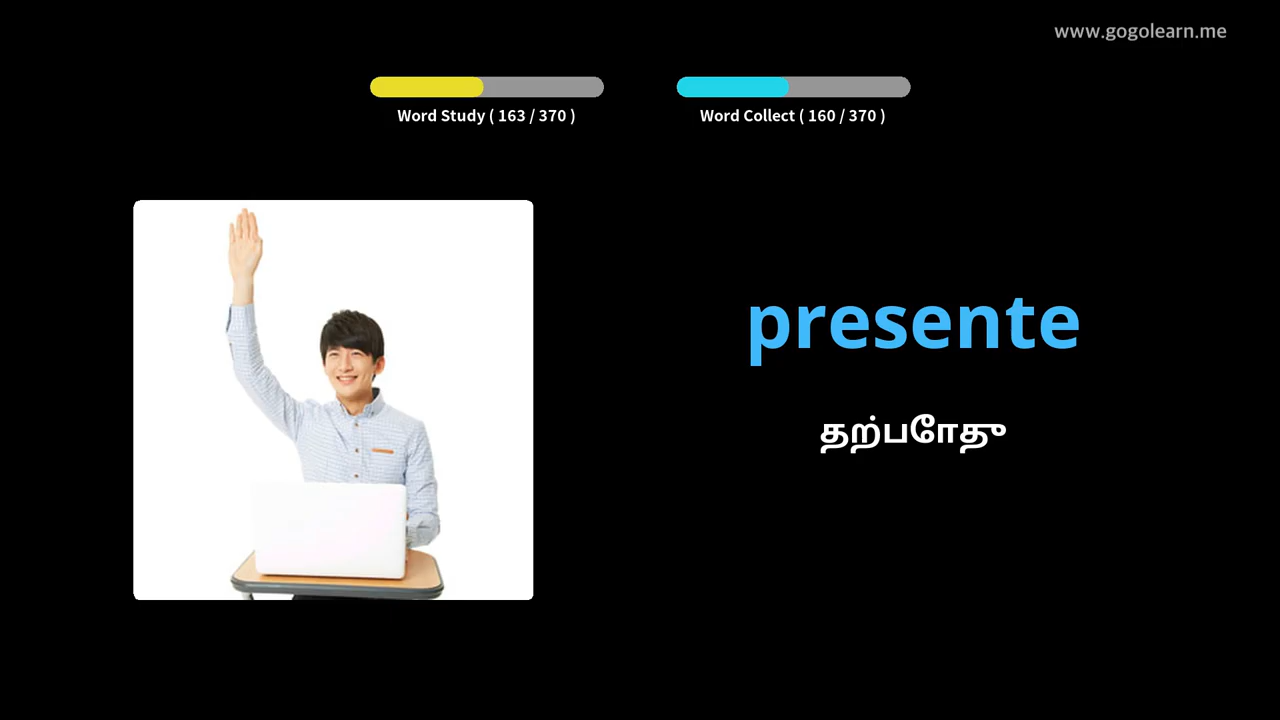 www.gogolearn.me
Word Study ( 163 / 370 )
Word Collect ( 160 / 370 )
presente
தற்போது